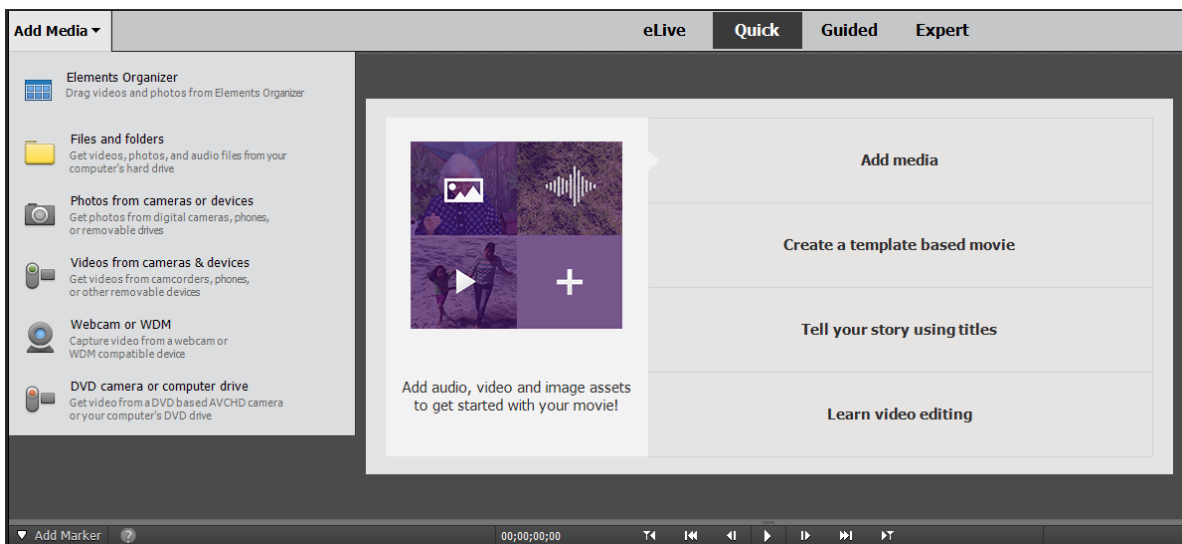 Add Media
eLive Quick Guided Expert
Elements Organizer
Drag videos and photos from Elements Organizer
Files and folders
Get videos, photos, and audio files from your
computer's hard drive
Photos from cameras or devices
Get photos from digital cameras, phones,
or removable drives
Videos from cameras & devices
Get videos from camcorders, phones,
or other removable devices
Webcam or WDM
Capture video from a webcam or
WDM compatible device
DVD camera or computer drive
Get video from a DVD based AVCHD camera
or your computer's DVD drive
Add audio, video and image assets
to get started with your movie!
Add media
Create a template based movie
Tell your story using titles
Learn video editing
Add Marker ? 00;00;00;00